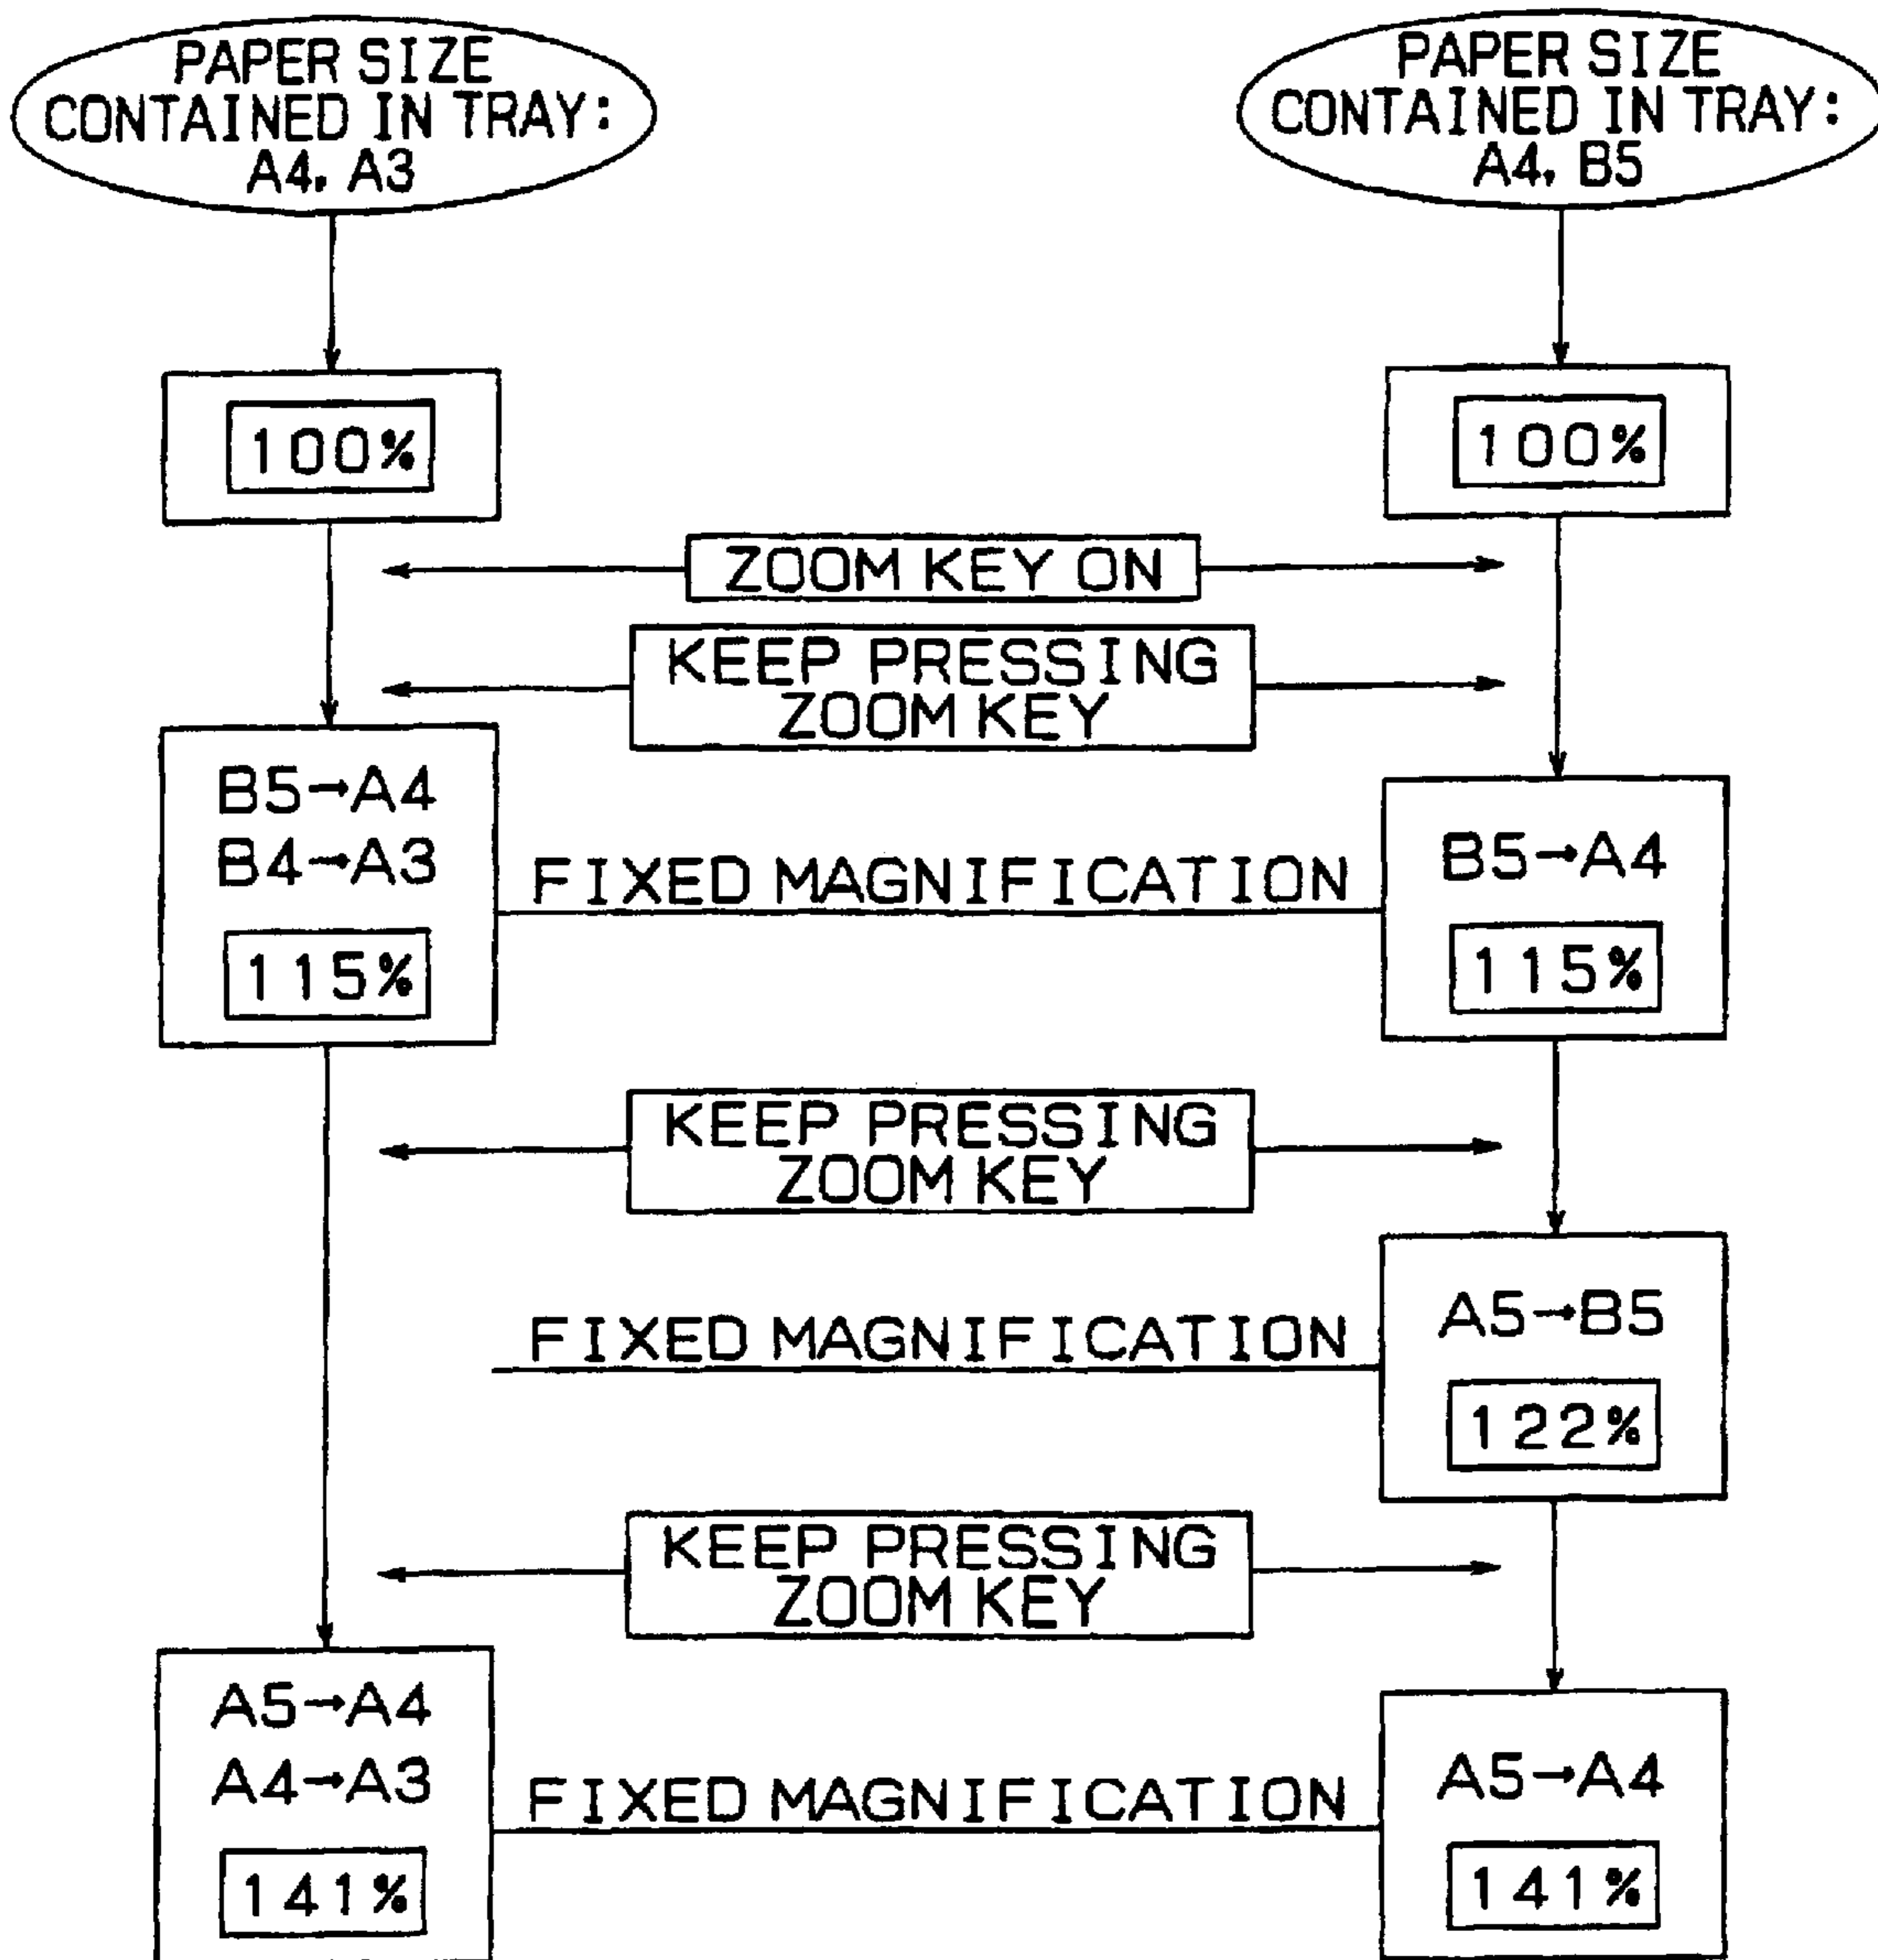 PAPER SIZE
CONTAINED IN TRAY:
A4, A3
PAPER SIZE
CONTAINED IN TRAY:
A4, B5
100%
100%
ZOOM KEY ON
KEEP PRESSING
ZOOM KEY
B5→A4
B4→A3
115%
FIXED MAGNIFICATION
B5→A4
115%
KEEP PRESSING
ZOOM KEY
FIXED MAGNIFICATION
A5→B5
122%
KEEP PRESSING
ZOOM KEY
A5→A4
A4→A3
141%
FIXED MAGNIFICATION
A5→A4
141%